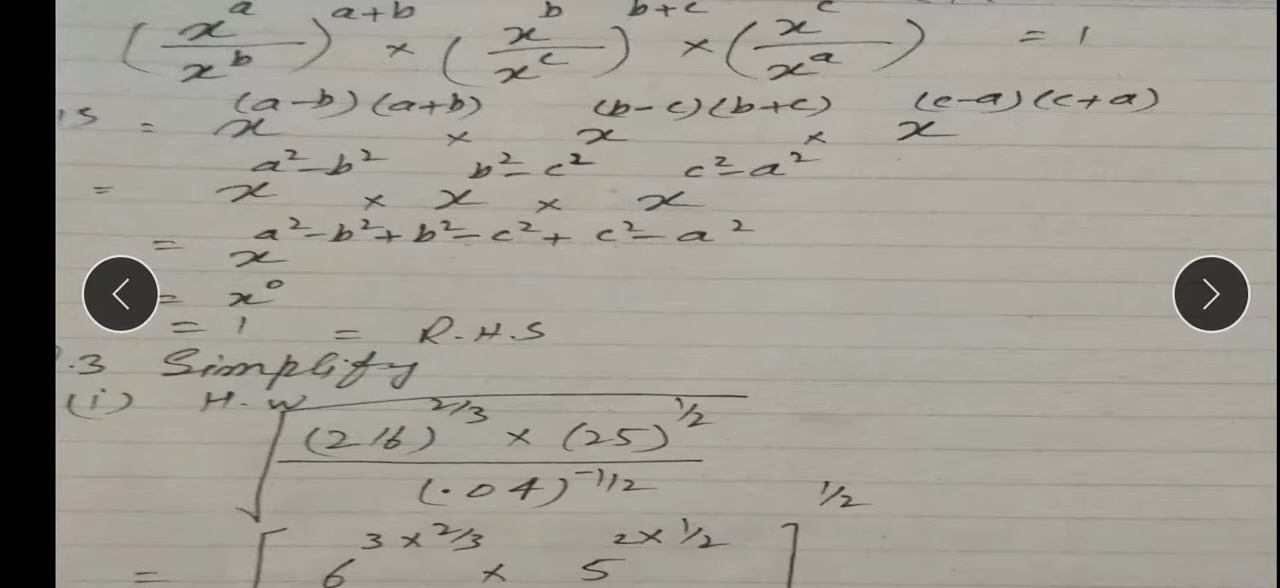 (x^a/x^b)^a+b × (x^b/x^c)^b+c × (x^c/x^a) = 1
= x^(a-b)(a+b) × x^(b-c)(b+c) × x^(c-a)(c+a)
= x^a²-b² × x^b²-c² × x^c²-a²
= x^a²-b²+b²-c²+c²-a²
= x⁰
= 1 = R.H.S
.3 Simplify
(i) H.W √((216)^2/3 × (25)^1/2 / (.04)^-1/2)
= [6^3×2/3 × 5^2×1/2]^1/2